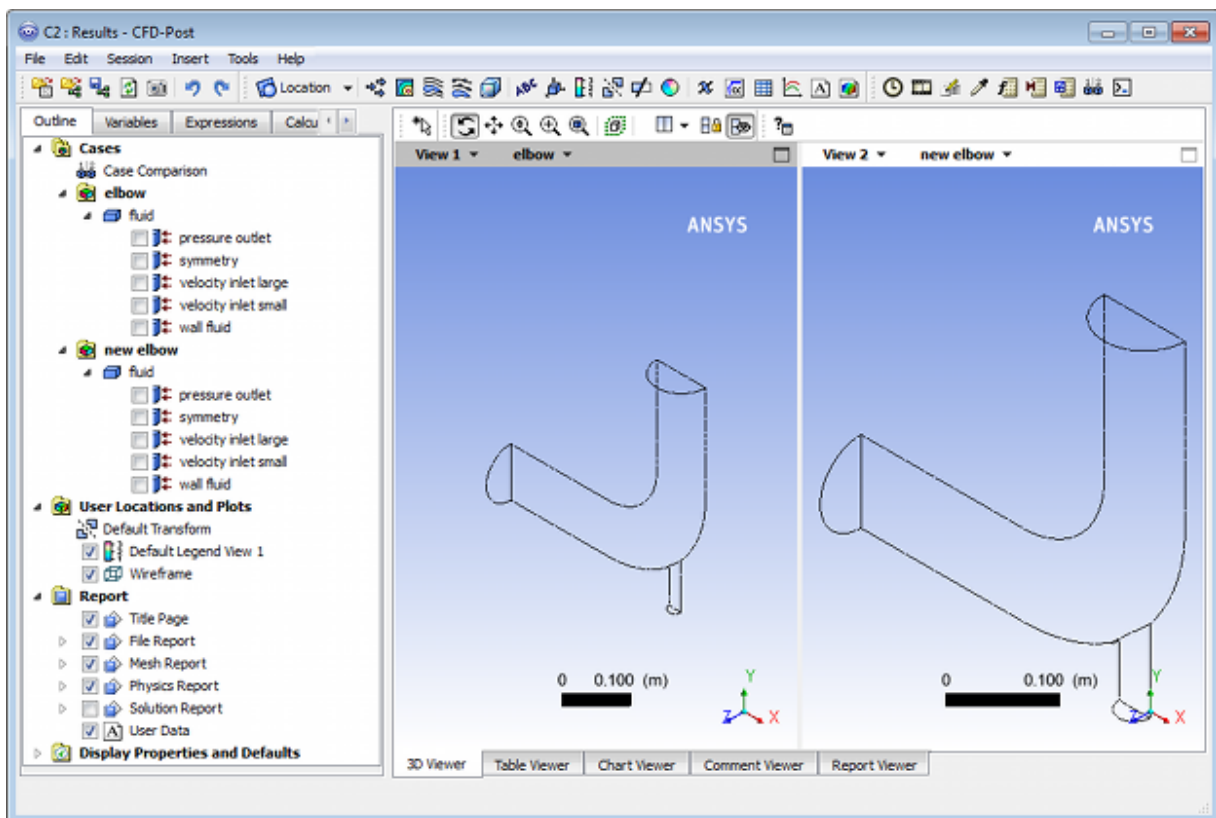 C2 : Results - CFD-Post
File Edit Session Insert Tools Help
Location
Outline Variables Expressions Calcu
Cases
Case Comparison
elbow
fluid
pressure outlet
symmetry
velocity inlet large
velocity inlet small
wall fluid
new elbow
fluid
pressure outlet
symmetry
velocity inlet large
velocity inlet small
wall fluid
User Locations and Plots
Default Transform
Default Legend View 1
Wireframe
Report
Title Page
File Report
Mesh Report
Physics Report
Solution Report
A User Data
Display Properties and Defaults
View 1 elbow
ANSYS
0 0.100 (m)
Y
Z X
View 2 new elbow
ANSYS
0 0.100 (m)
Y
Z X
3D Viewer Table Viewer Chart Viewer Comment Viewer Report Viewer